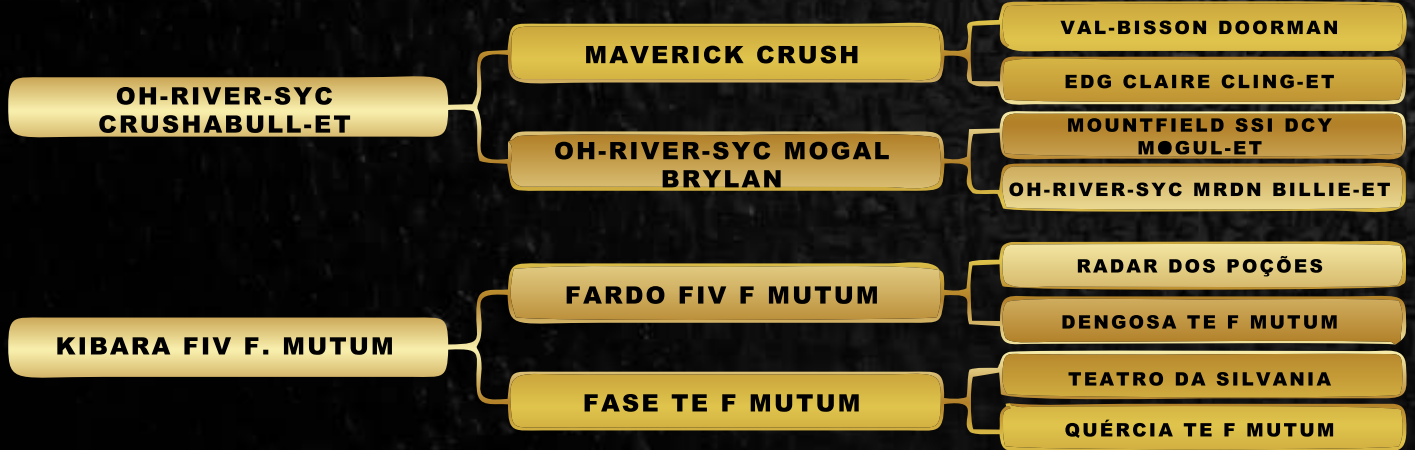 OH-RIVER-SYC
CRUSHABULL-ET
MAVERICK CRUSH
OH-RIVER-SYC MOGAL
BRYLAN
VAL-BISSON DOORMAN
EDG CLAIRE CLING-ET
MOUNTFIELD SSI DCY
MOGUL-ET
OH-RIVER-SYC MRDN BILLIE-ET
KIBARA FIV F. MUTUM
FARDO FIV F MUTUM
FASE TE F MUTUM
RADAR DOS POÇÕES
DENGOSA TE F MUTUM
TEATRO DA SILVANIA
QUÉRCIA TE F MUTUM